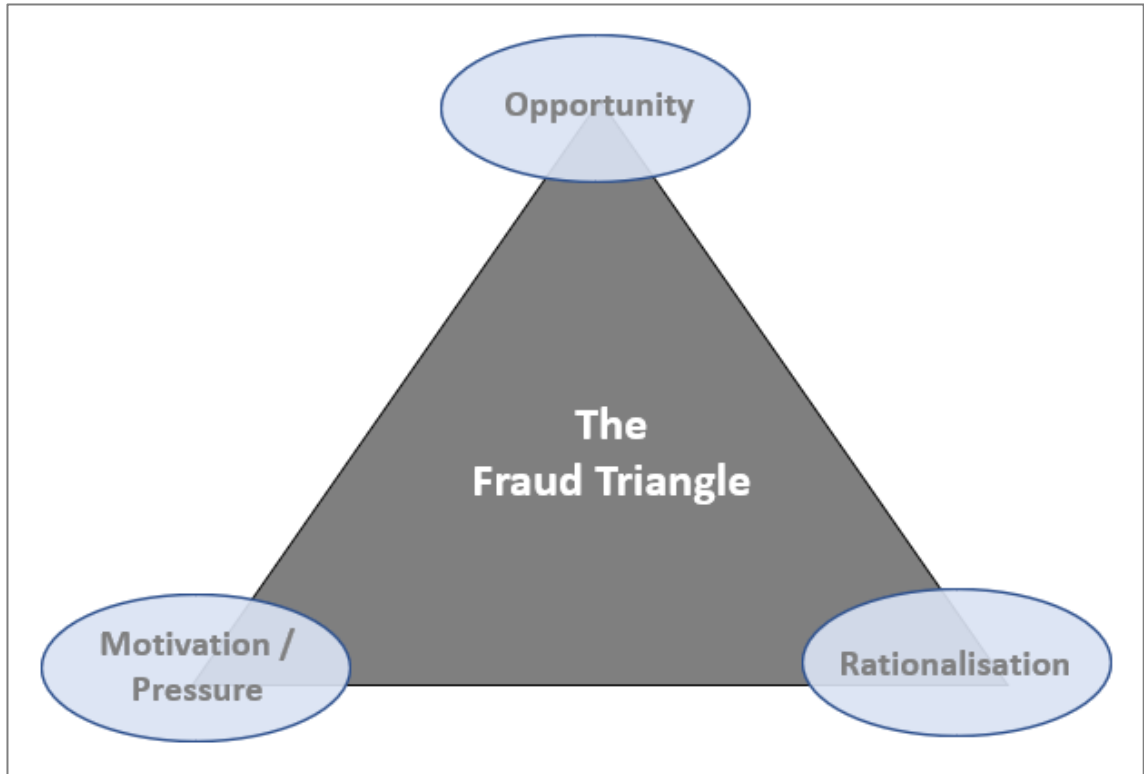 Opportunity
The
Fraud Triangle
Motivation /
Pressure
Rationalisation